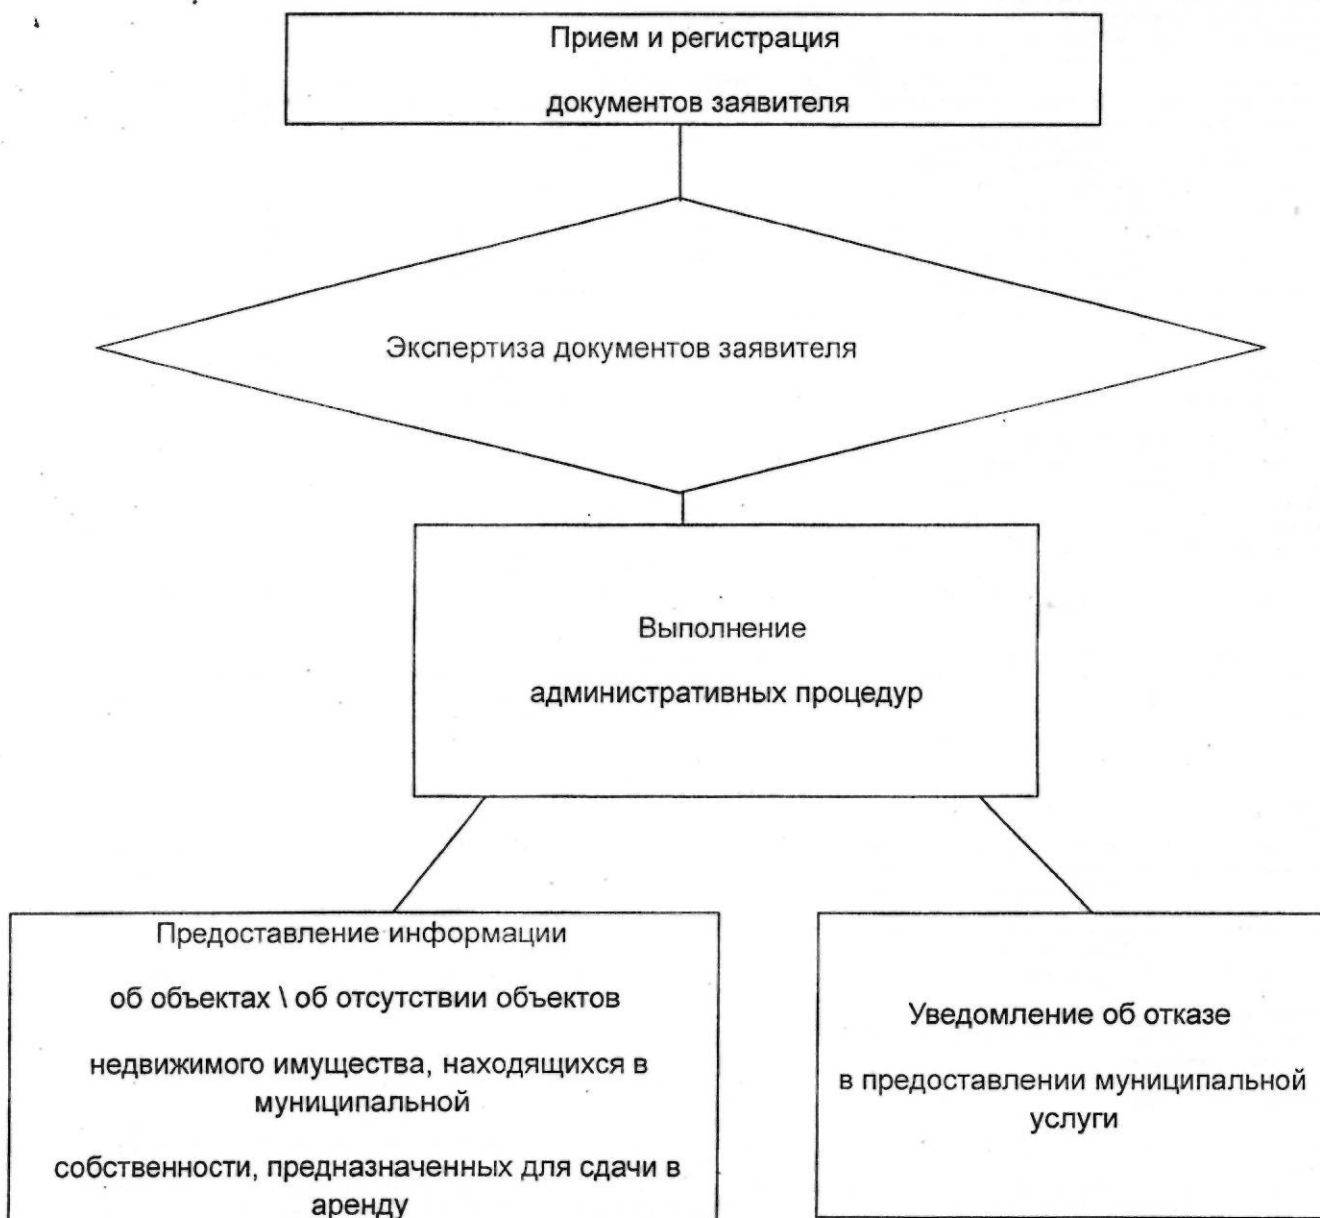 Прием и регистрация
документов заявителя
Экспертиза документов заявителя
Выполнение
административных процедур
Предоставление информации
об объектах \ об отсутствии объектов
недвижимого имущества, находящихся в
муниципальной
собственности, предназначенных для сдачи в
аренду
Уведомление об отказе
в предоставлении муниципальной
услуги